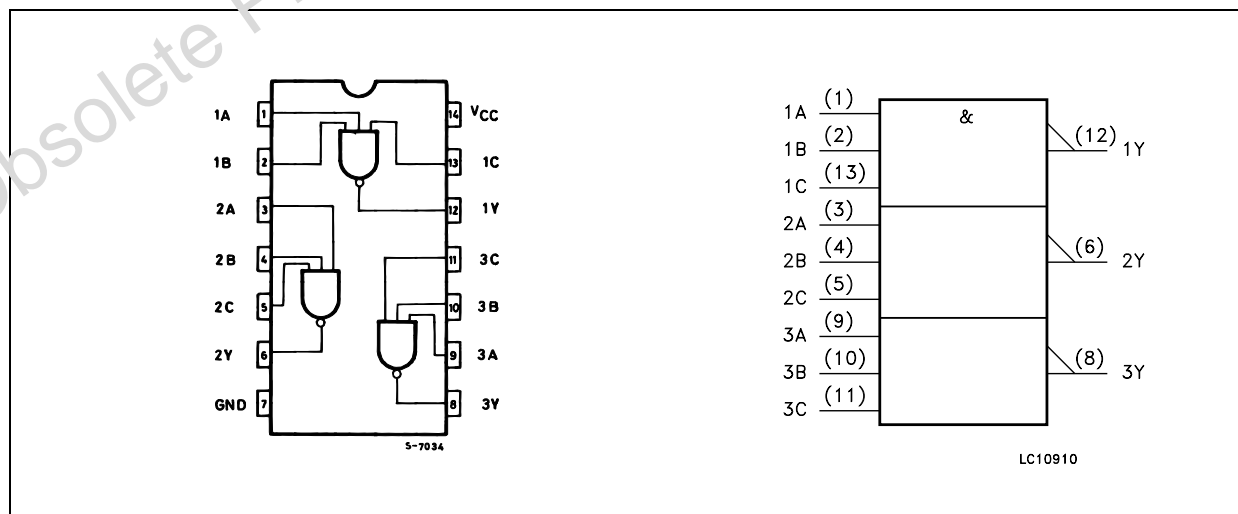 Obsolete
1A 1 14 VCC
1B 2 13 1C
2A 3 12 1Y
2B 4 11 3C
2C 5 10 3B
2Y 6 9 3A
GND 7 8 3Y
S-7034
&
1A (1)
1B (2) (12) 1Y
1C (13)
2A (3)
2B (4) (6) 2Y
2C (5)
3A (9)
3B (10) (8) 3Y
3C (11)
LC10910